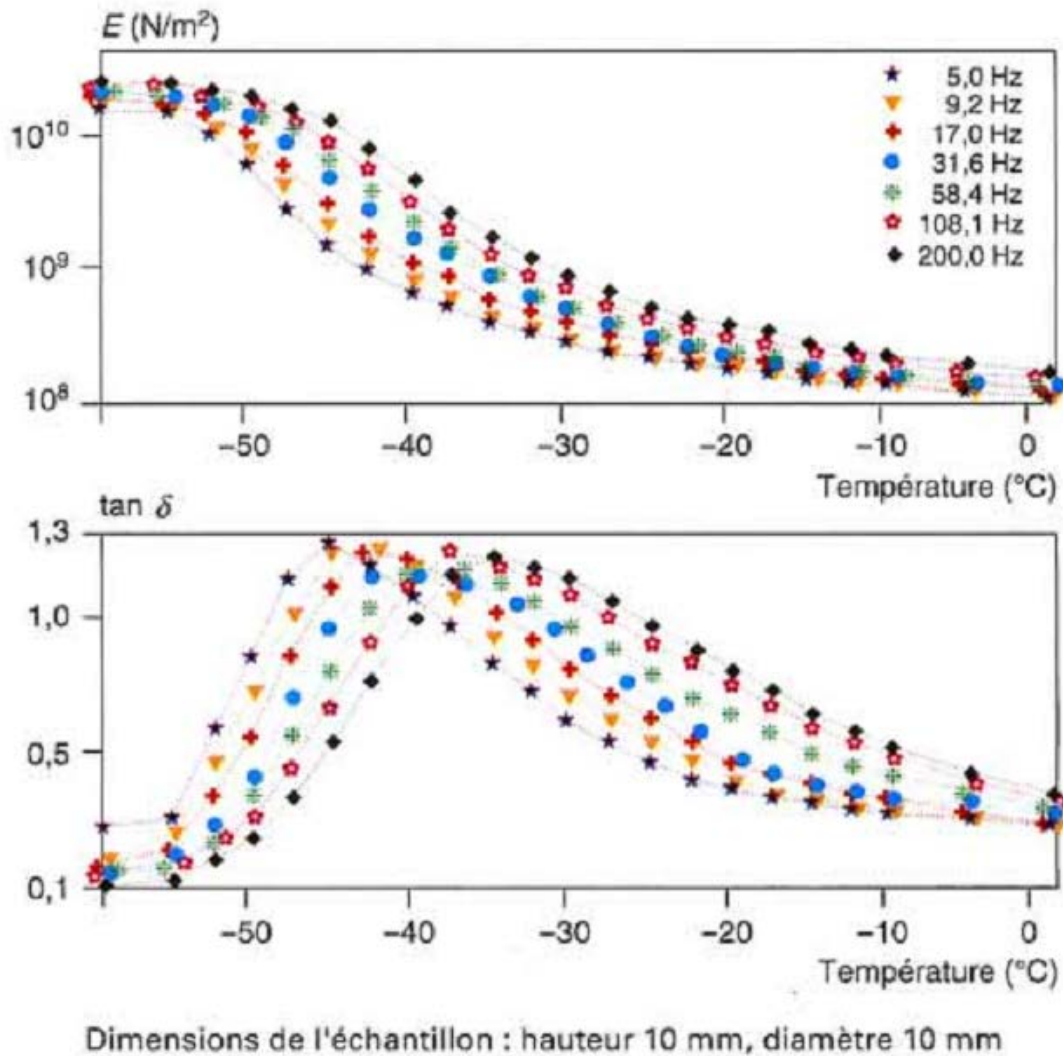 E (N/m²)
10¹⁰
10⁹
10⁸
5,0 Hz
9,2 Hz
17,0 Hz
31,6 Hz
58,4 Hz
108,1 Hz
200,0 Hz
−50 −40 −30 −20 −10 0
Température (°C)
tan δ
1,3
1,0
0,5
0,1
−50 −40 −30 −20 −10 0
Température (°C)
Dimensions de l'échantillon : hauteur 10 mm, diamètre 10 mm